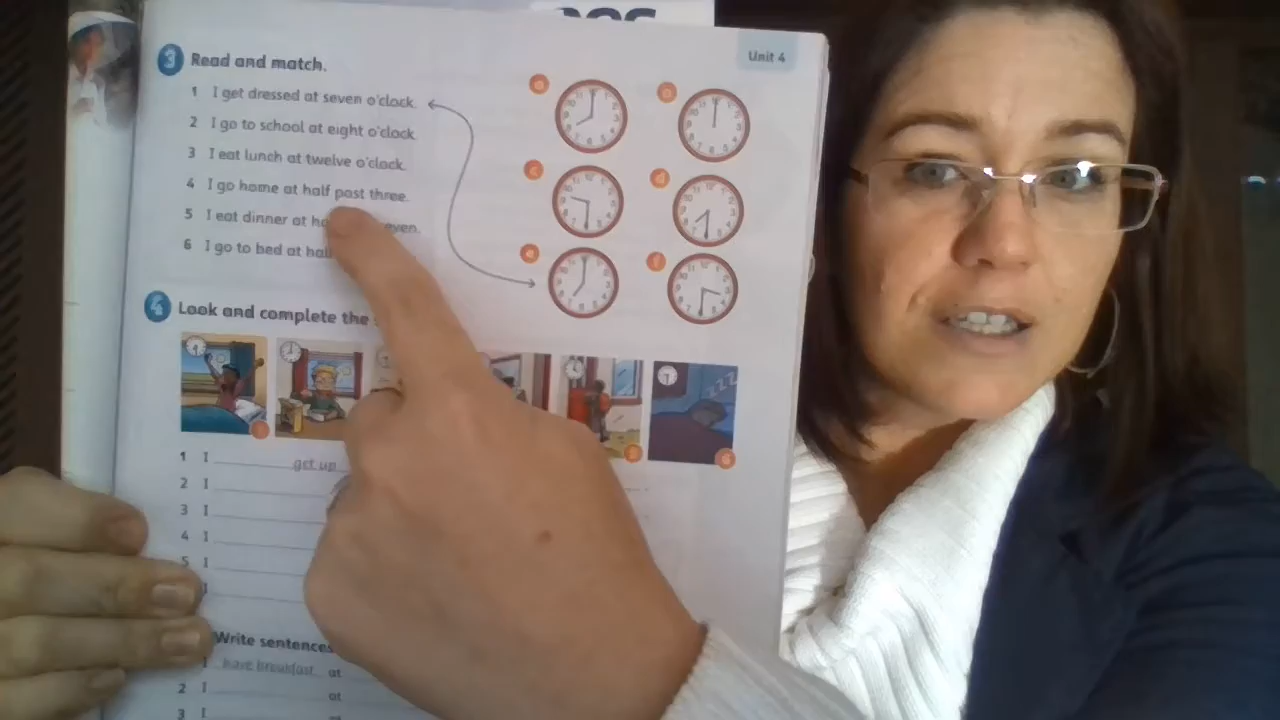 Unit 4
3 Read and match.
1 I get dressed at seven o'clock.
2 I go to school at eight o'clock.
3 I eat lunch at twelve o'clock.
4 I go home at half past three.
5 I eat dinner at
6 I go to bed at
a
c
d
e
f
4 Look and complete the
1 I get up
2 I
3 I
4 I
5 I
Write sentences
I have breakfast at
2 I at
3 I